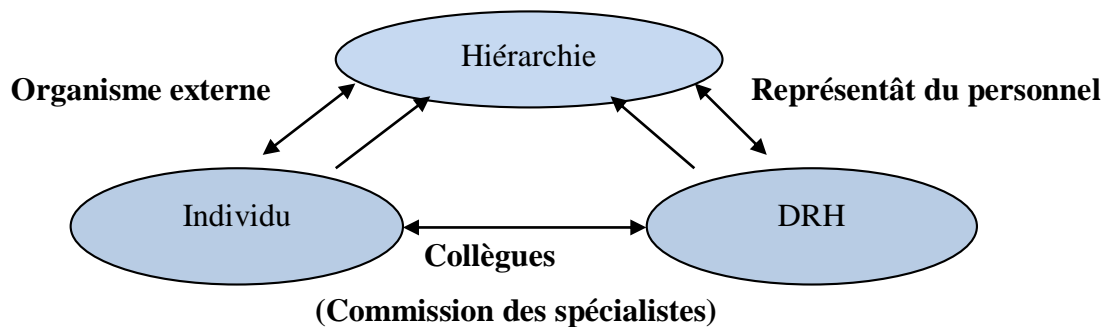 Hiérarchie
Organisme externe
Représentât du personnel
Individu
DRH
Collègues
(Commission des spécialistes)